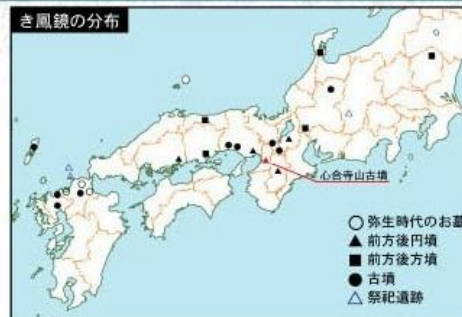 き鳳鏡の分布
心合寺山古墳
○ 弥生時代のお墓
▲ 前方後円墳
■ 前方後方墳
● 古墳
△ 祭祀遺跡